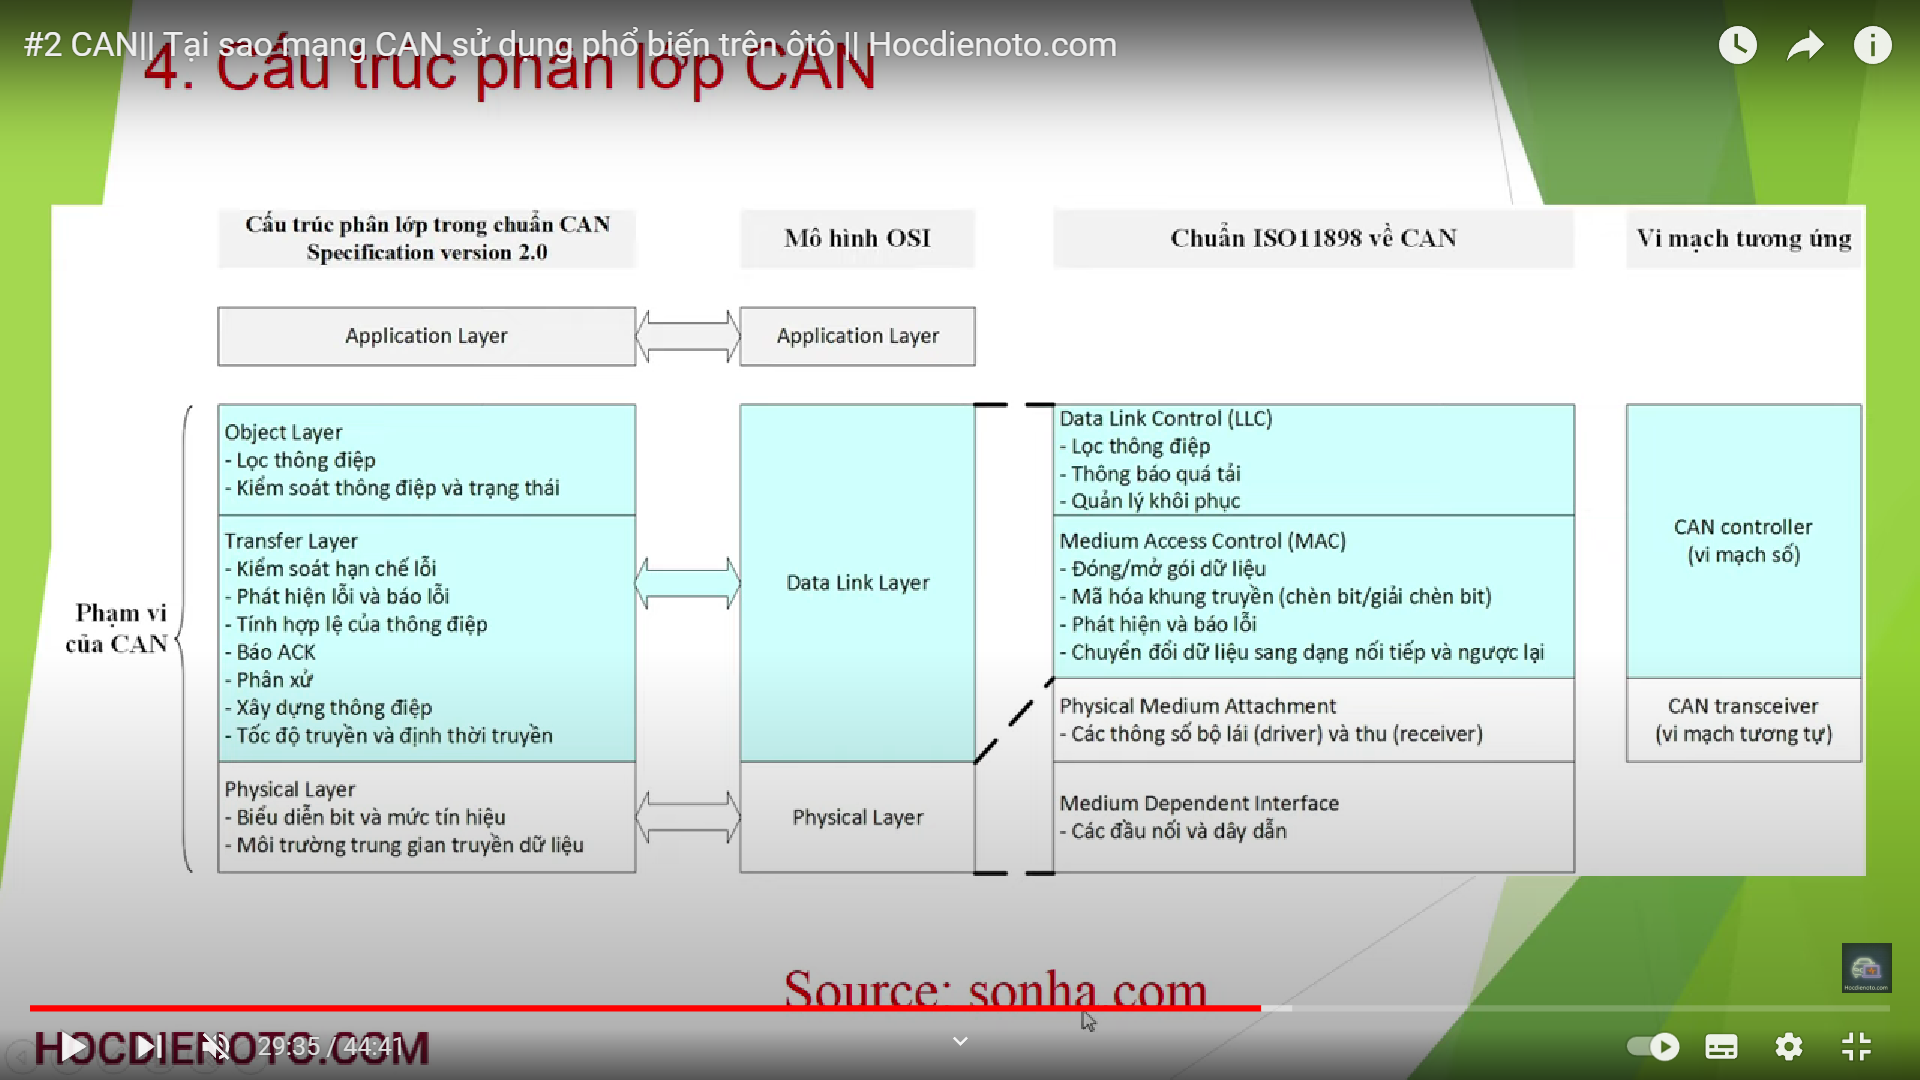 #2 CAN|| Tại sao mạng CAN sử dụng phổ biến trên ôtô || Hocdienoto.com
4. Cấu trúc phân lớp CAN
Cấu trúc phân lớp trong chuẩn CAN
Specification version 2.0
Mô hình OSI
Chuẩn ISO11898 về CAN
Vi mạch tương ứng
Application Layer
Application Layer
Phạm vi
của CAN
Object Layer
- Lọc thông điệp
- Kiểm soát thông điệp và trạng thái
Transfer Layer
- Kiểm soát hạn chế lỗi
- Phát hiện lỗi và báo lỗi
- Tính hợp lệ của thông điệp
- Báo ACK
- Phân xử
- Xây dựng thông điệp
- Tốc độ truyền và định thời truyền
Physical Layer
- Biểu diễn bit và mức tín hiệu
- Môi trường trung gian truyền dữ liệu
Data Link Layer
Physical Layer
Data Link Control (LLC)
- Lọc thông điệp
- Thông báo quá tải
- Quản lý khôi phục
Medium Access Control (MAC)
- Đóng/mở gói dữ liệu
- Mã hóa khung truyền (chèn bit/giải chèn bit)
- Phát hiện và báo lỗi
- Chuyển đổi dữ liệu sang dạng nối tiếp và ngược lại
Physical Medium Attachment
- Các thông số bộ lái (driver) và thu (receiver)
Medium Dependent Interface
- Các đầu nối và dây dẫn
CAN controller
(vi mạch số)
CAN transceiver
(vi mạch tương tự)
Source: sonha com
Hocdienoto.com
HOCDIENOTO.COM
29:35 / 44:41